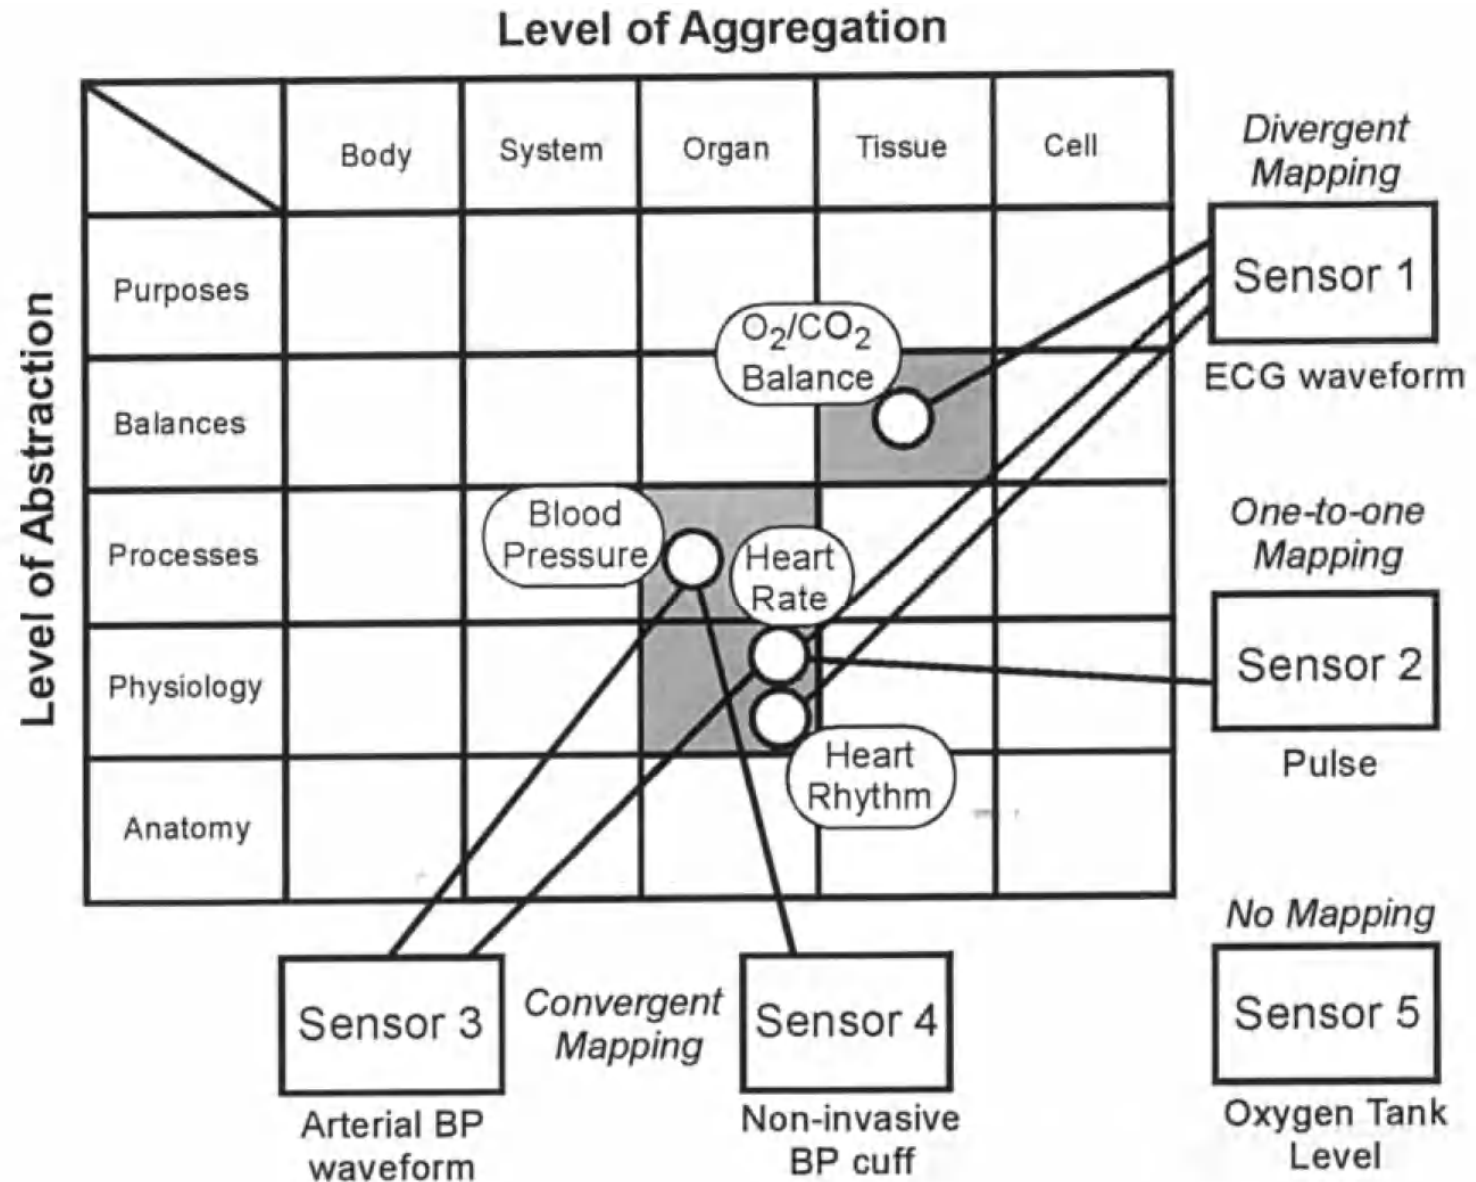 Level of Aggregation
Level of Abstraction
Body
System
Organ
Tissue
Cell
Purposes
Balances
Processes
Physiology
Anatomy
O2/CO2
Balance
Blood
Pressure
Heart
Rate
Heart
Rhythm
Divergent
Mapping
Sensor 1
ECG waveform
One-to-one
Mapping
Sensor 2
Pulse
No Mapping
Sensor 5
Oxygen Tank
Level
Sensor 3
Arterial BP
waveform
Convergent
Mapping
Sensor 4
Non-invasive
BP cuff